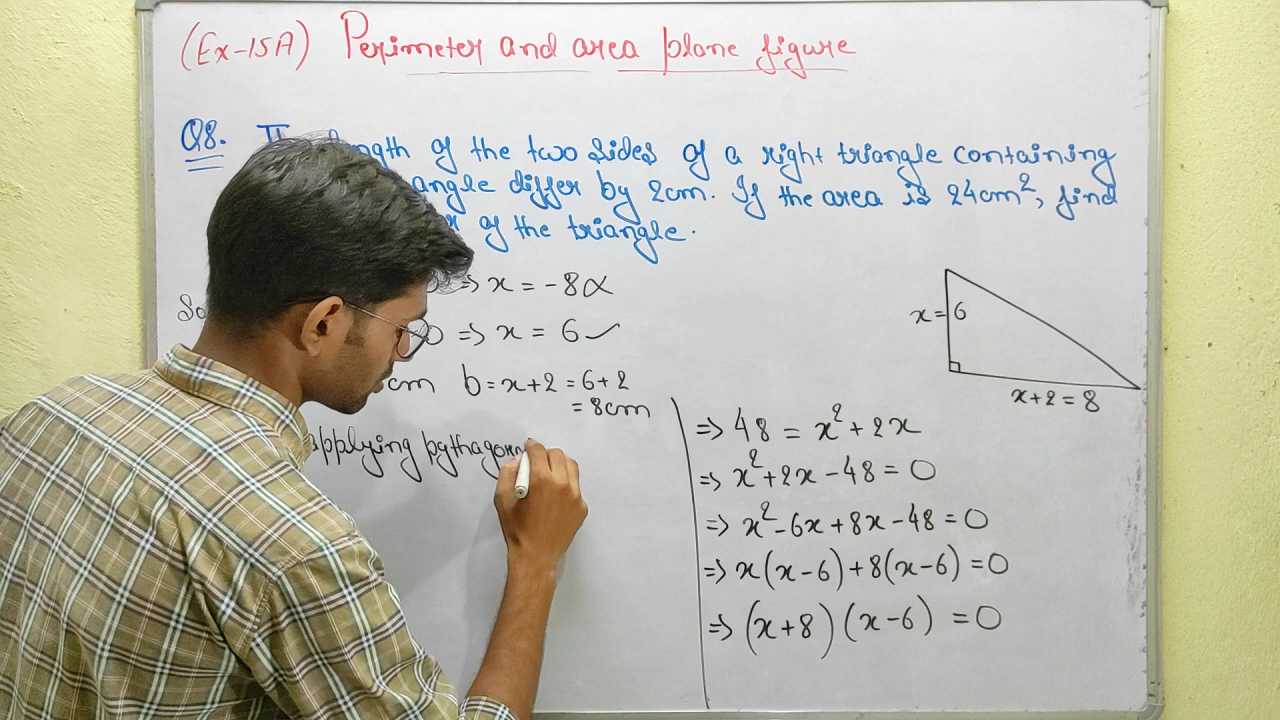 (Ex-15A) Perimeter and area plane figure
Q8. length of the two sides of a right triangle containing
angle differ by 2cm. If the area is 24cm², find
of the triangle.
⇒ x = -8
⇒ x = 6 ✓
cm b = x+2 = 6+2
= 8cm
applying
x = 6
x+2 = 8
⇒ 48 = x² + 2x
⇒ x² + 2x - 48 = 0
⇒ x² - 6x + 8x - 48 = 0
⇒ x(x-6) + 8(x-6) = 0
⇒ (x+8) (x-6) = 0